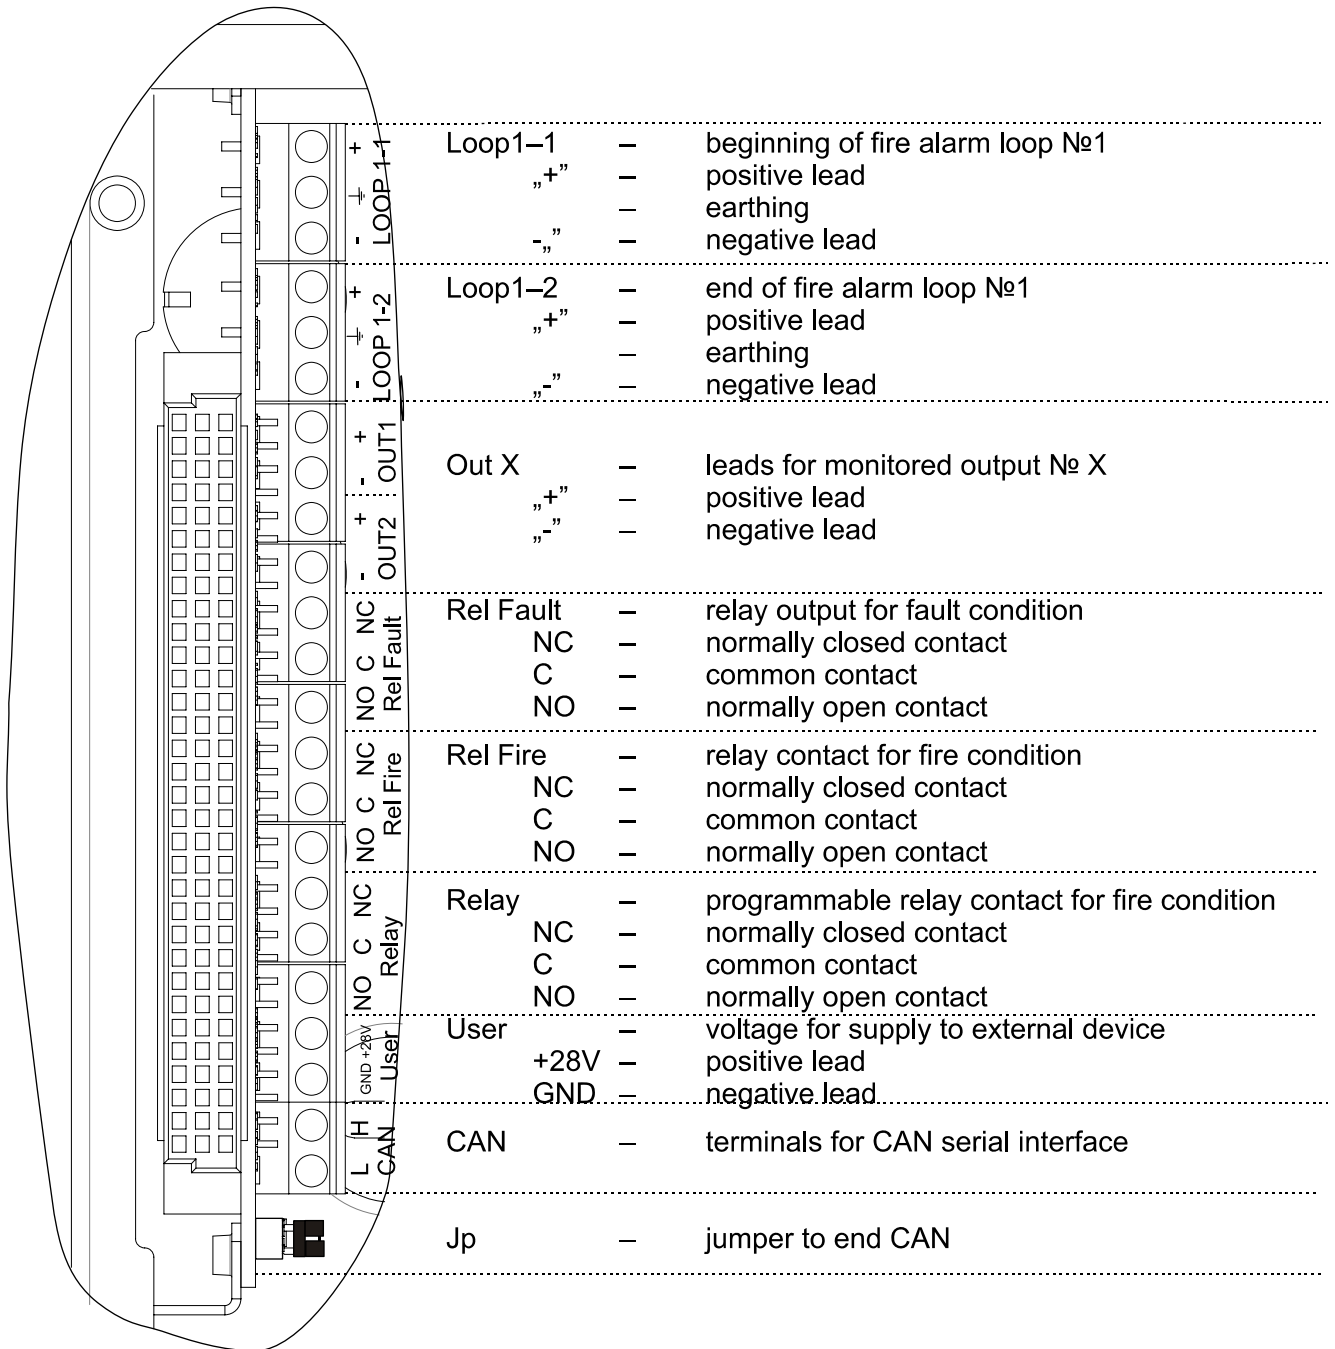 + ⏚ - LOOP 1-1
Loop1–1 – beginning of fire alarm loop №1
„+” – positive lead
– earthing
-„” – negative lead
+ ⏚ - LOOP 1-2
Loop1–2 – end of fire alarm loop №1
„+” – positive lead
– earthing
„-” – negative lead
+ - OUT1
+ - OUT2
Out X – leads for monitored output № X
„+” – positive lead
„-” – negative lead
NO C NC
Rel Fault
Rel Fault – relay output for fault condition
NC – normally closed contact
C – common contact
NO – normally open contact
NO C NC
Rel Fire
Rel Fire – relay contact for fire condition
NC – normally closed contact
C – common contact
NO – normally open contact
NO C NC
Relay
Relay – programmable relay contact for fire condition
NC – normally closed contact
C – common contact
NO – normally open contact
GND +28V
User
User – voltage for supply to external device
+28V – positive lead
GND – negative lead
L H
CAN
CAN – terminals for CAN serial interface
Jp – jumper to end CAN